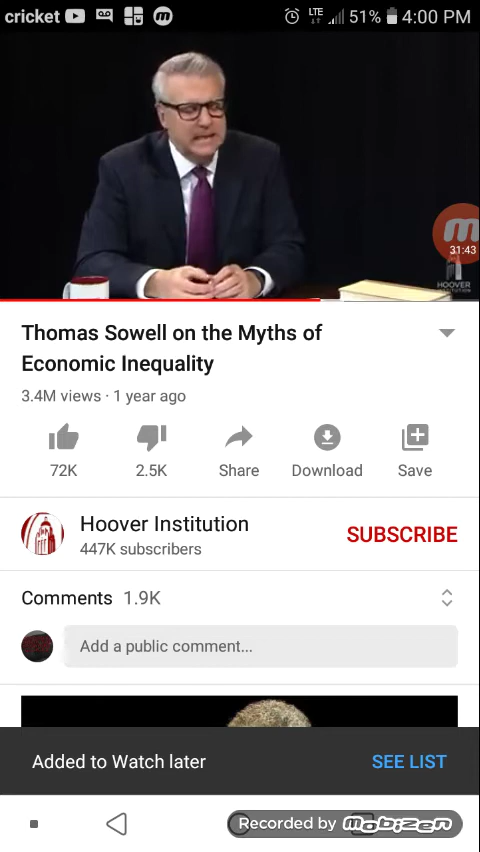 cricket
LTE
51%
4:00 PM
31:43
HOOVER
INSTITUTION
Thomas Sowell on the Myths of
Economic Inequality
3.4M views · 1 year ago
72K
2.5K
Share
Download
Save
Hoover Institution
447K subscribers
SUBSCRIBE
Comments 1.9K
Add a public comment...
Added to Watch later
SEE LIST
Recorded by Mobizen